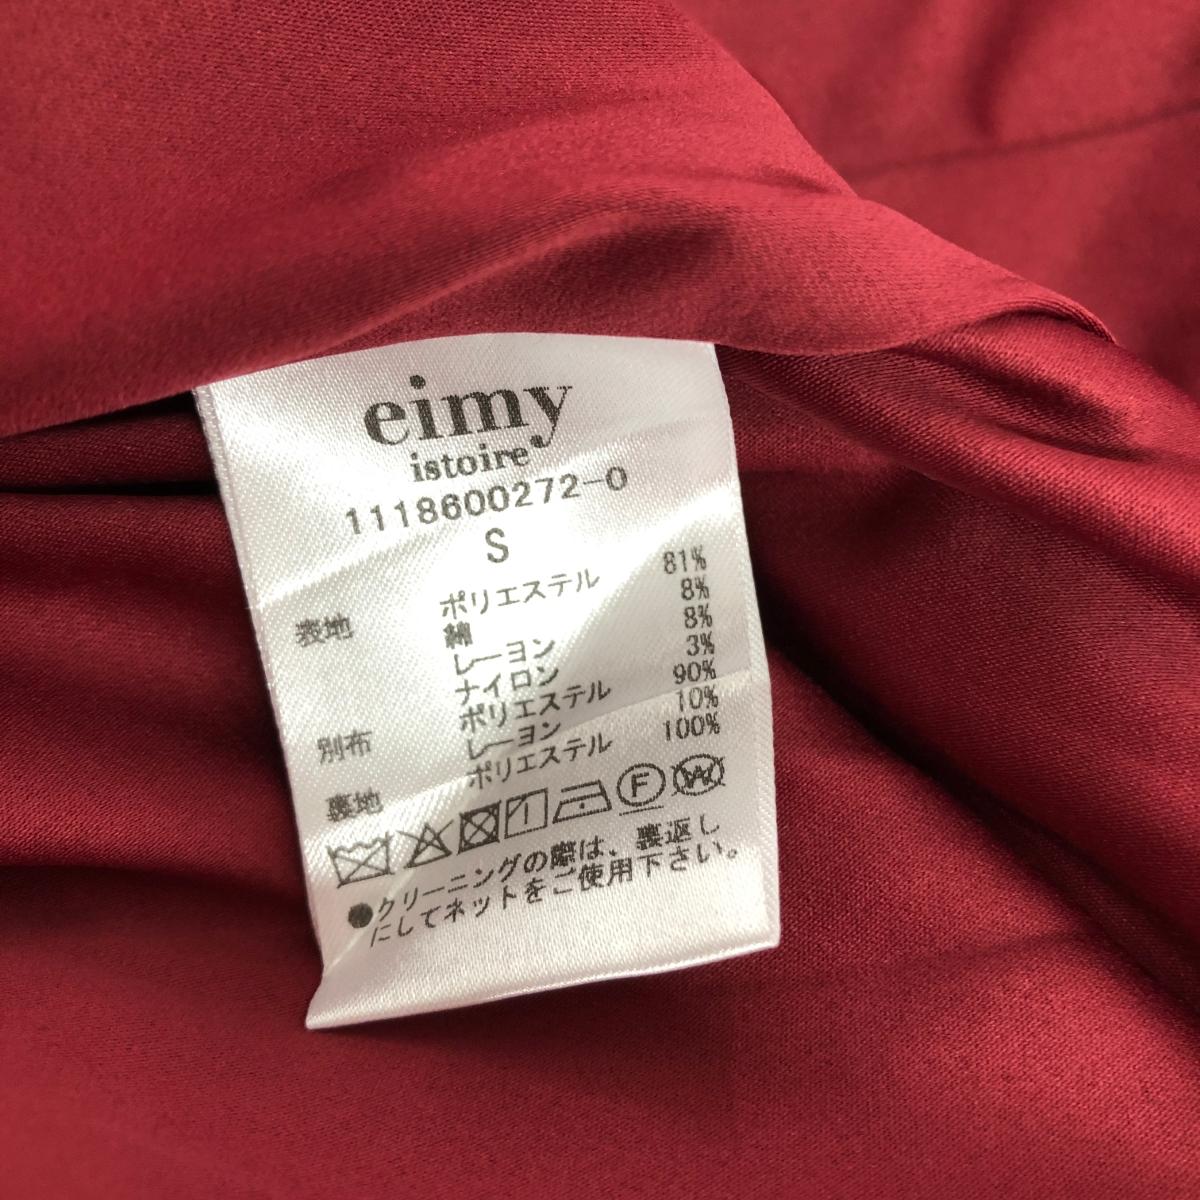 eimy
istoire
1118600272-0
S
表地 ポリエステル 81%
綿 8%
レーヨン 8%
ナイロン 3%
別布 ポリエステル 90%
レーヨン 10%
裏地 ポリエステル 100%
F W
●クリーニングの際は、裏返し
にしてネットをご使用下さい。